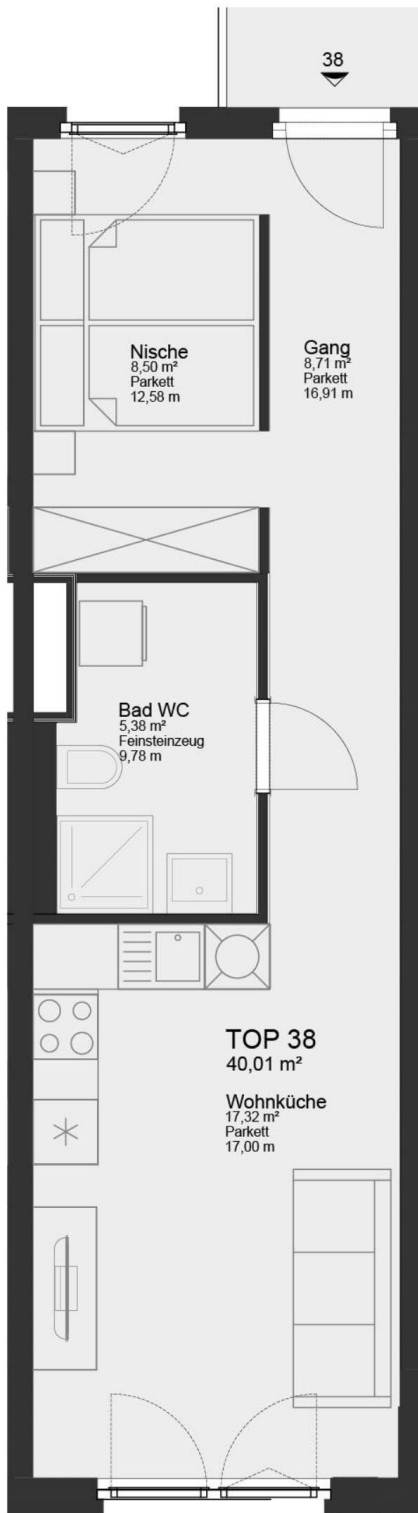 38
Nische
8,50 m²
Parkett
12,58 m
Gang
8,71 m²
Parkett
16,91 m
Bad WC
5,38 m²
Feinsteinzeug
9,78 m
TOP 38
40,01 m²
Wohnküche
17,32 m²
Parkett
17,00 m